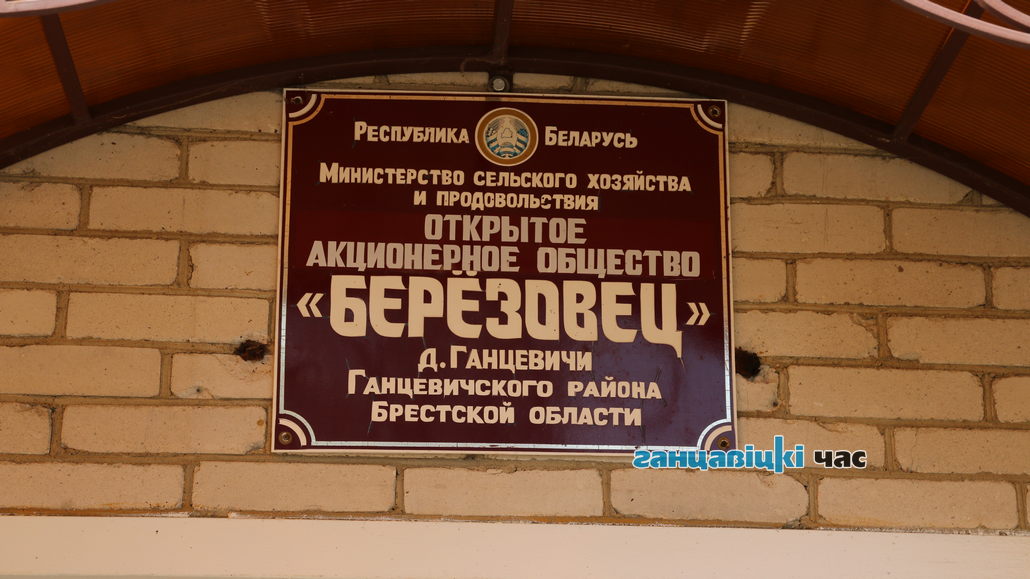 Республика Беларусь
Министерство сельского хозяйства
и продовольствия
ОТКРЫТОЕ
АКЦИОНЕРНОЕ ОБЩЕСТВО
«БЕРЁЗОВЕЦ»
д. Ганцевичи
Ганцевичского района
Брестской области
ганцавіцкі час